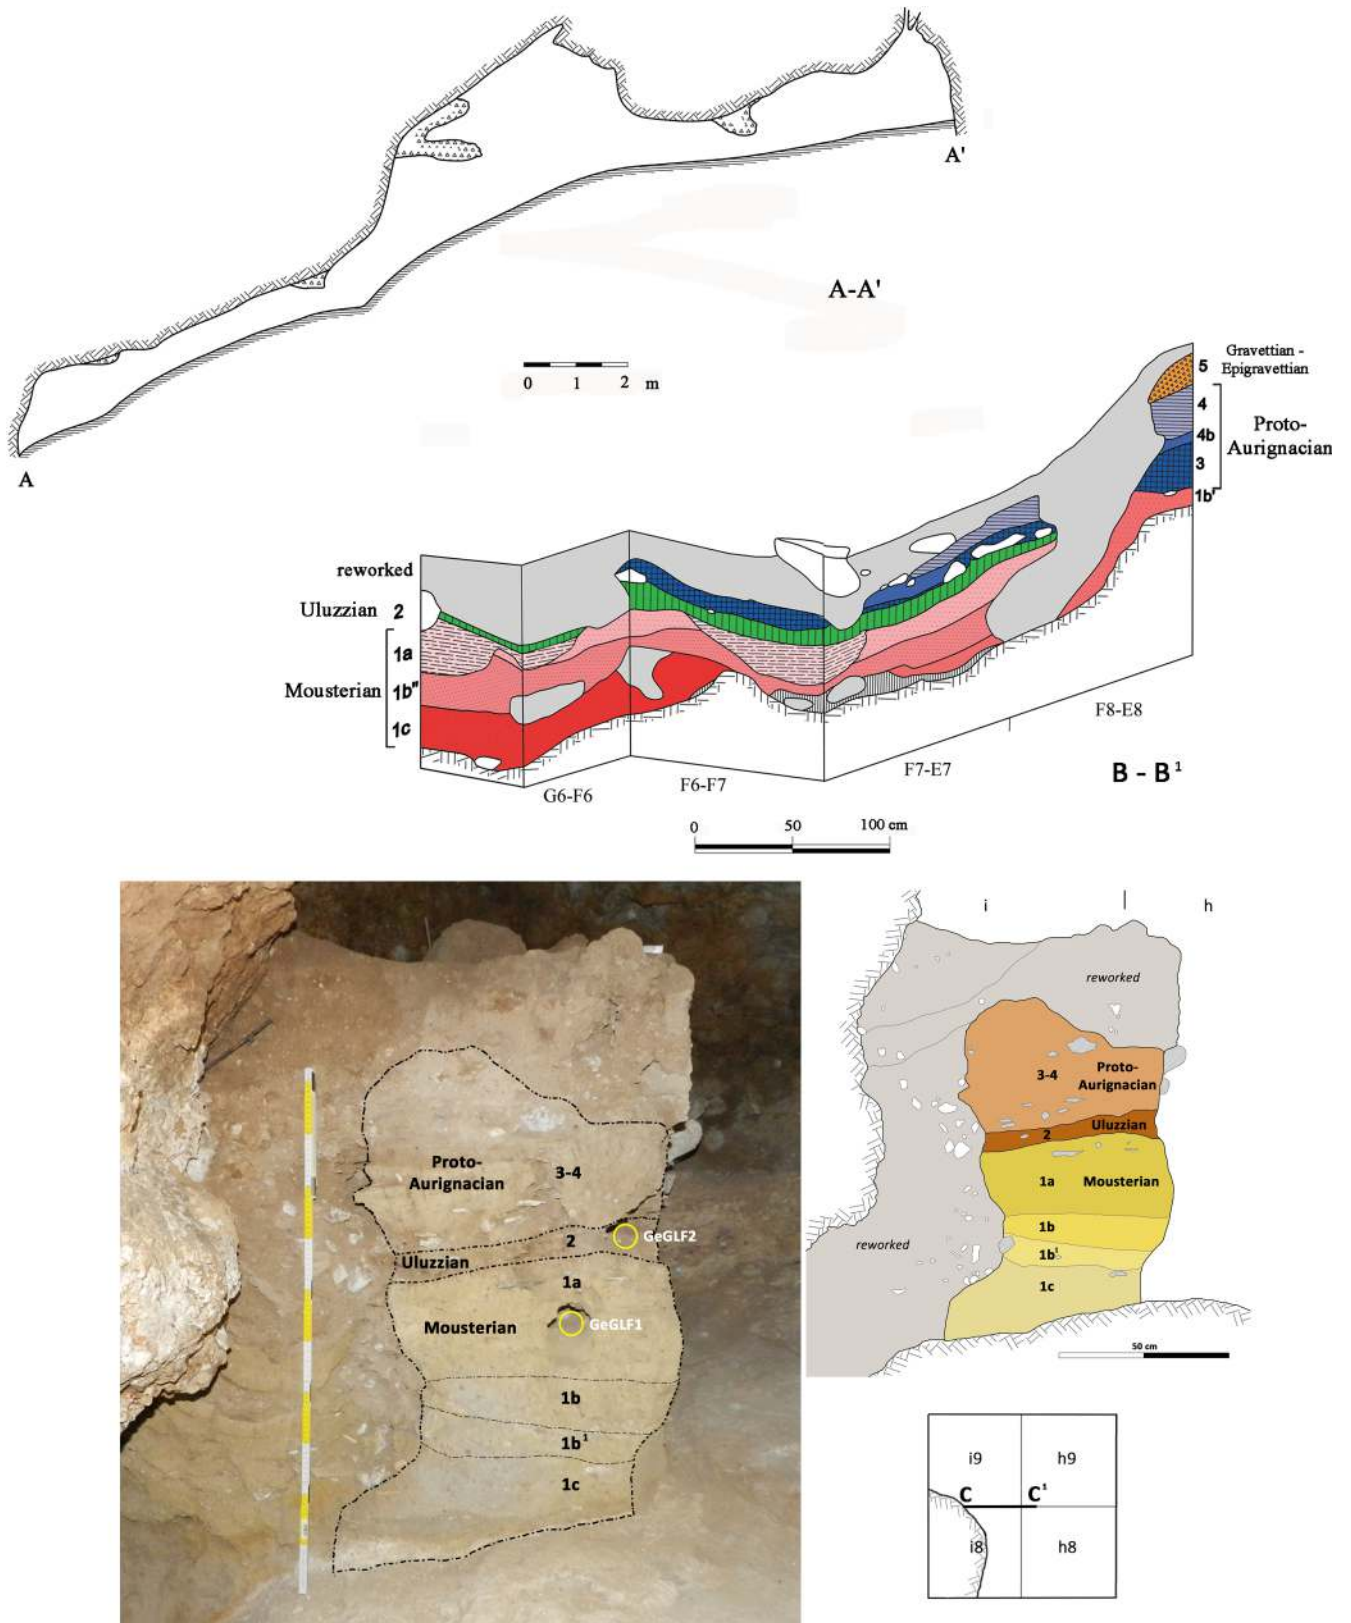 A'
A-A'
0 1 2 m
A
5 Gravettian -
Epigravettian
4
4b
3
Proto-
Aurignacian
1b'
reworked
Uluzzian 2
1a
Mousterian 1b"
1c
G6-F6
F6-F7
F7-E7
F8-E8
B - B¹
0 50 100 cm
i h
reworked
3-4 Proto-
Aurignacian
2 Uluzzian
1a Mousterian
1b
1b¹
1c
reworked
50 cm
Proto-
Aurignacian
3-4
2
GeGLF2
Uluzzian
1a
Mousterian
GeGLF1
1b
1b¹
1c
i9 h9
C C¹
i8 h8